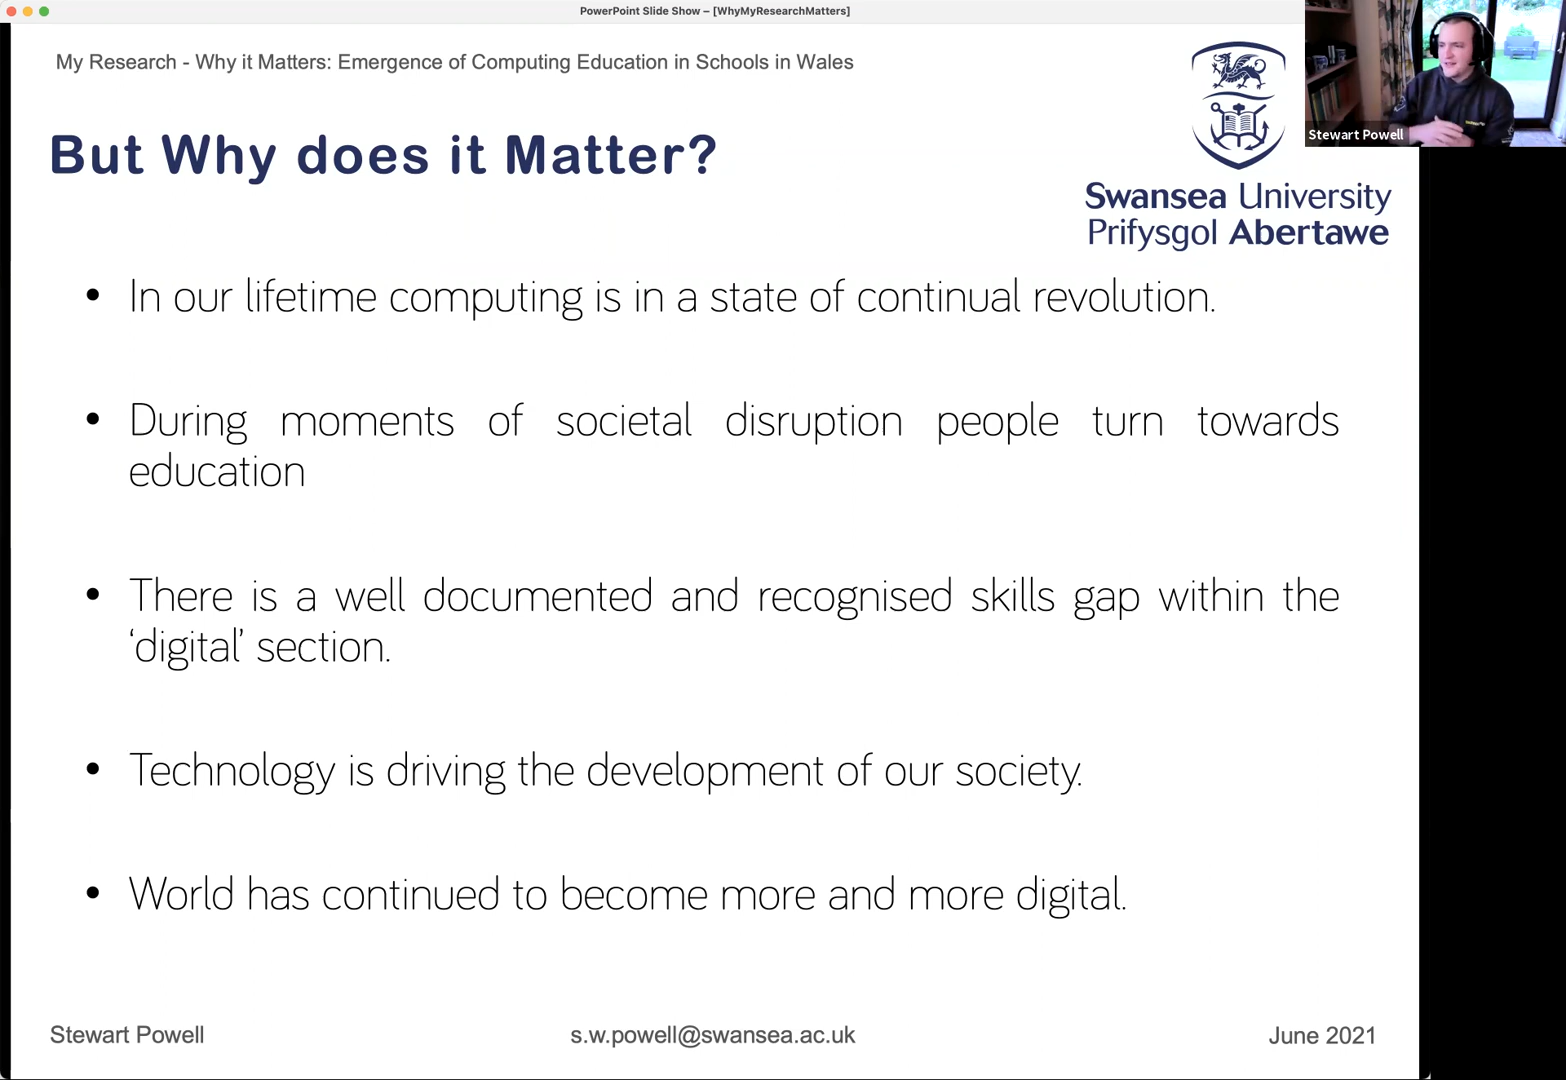 PowerPoint Slide Show – [WhyMyResearchMatters]
My Research - Why it Matters: Emergence of Computing Education in Schools in Wales
Stewart Powell
But Why does it Matter?
Swansea University
Prifysgol Abertawe
• In our lifetime computing is in a state of continual revolution.
• During moments of societal disruption people turn towards
education
• There is a well documented and recognised skills gap within the
‘digital’ section.
• Technology is driving the development of our society.
• World has continued to become more and more digital.
Stewart Powell
s.w.powell@swansea.ac.uk
June 2021